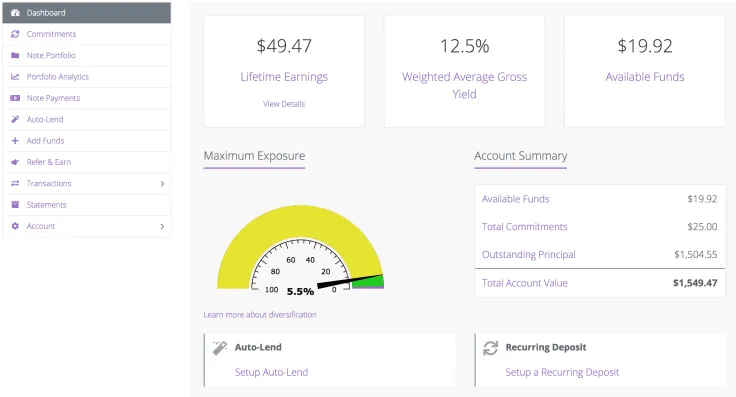 Dashboard
Commitments
Note Portfolio
Portfolio Analytics
Note Payments
Auto-Lend
Add Funds
Refer & Earn
Transactions
Statements
Account
$49.47
Lifetime Earnings
View Details
12.5%
Weighted Average Gross
Yield
$19.92
Available Funds
Maximum Exposure
60 40
80 20
100 0
5.5%
Learn more about diversification
Account Summary
Available Funds $19.92
Total Commitments $25.00
Outstanding Principal $1,504.55
Total Account Value $1,549.47
Auto-Lend
Setup Auto-Lend
Recurring Deposit
Setup a Recurring Deposit